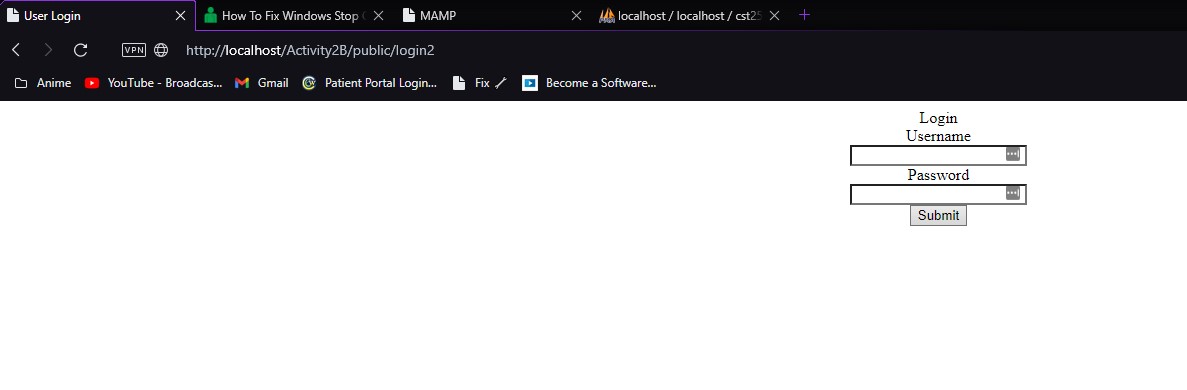 User Login
How To Fix Windows Stop
MAMP
localhost / localhost / cst25
VPN http://localhost/Activity2B/public/login2
Anime YouTube - Broadcas... Gmail Patient Portal Login... Fix Become a Software...
Login
Username
Password
Submit